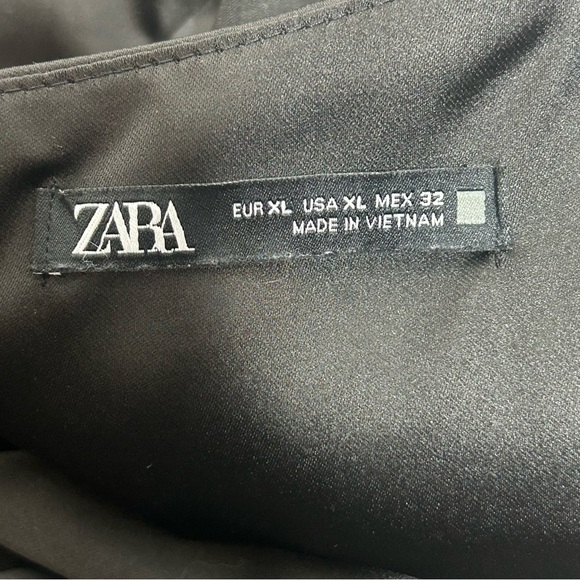 ZARA
EUR XL USA XL MEX 32
MADE IN VIETNAM